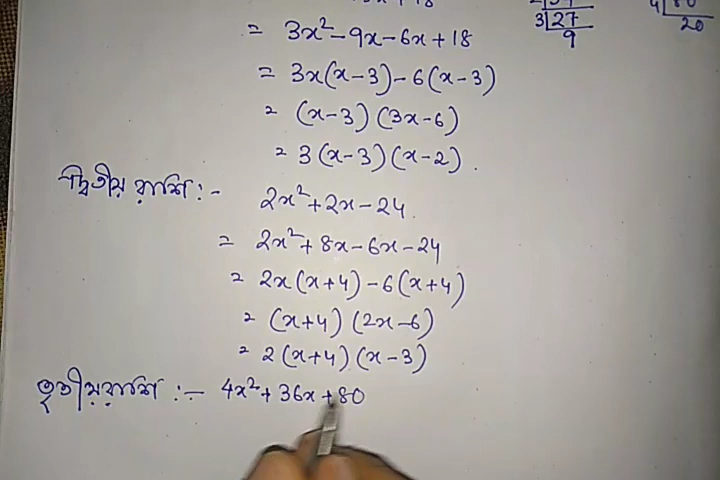 = 3x² - 9x - 6x + 18
= 3x(x-3) - 6(x-3)
= (x-3) (3x-6)
= 3(x-3) (x-2).
দ্বিতীয় রাশি :- 2x² + 2x - 24
= 2x² + 8x - 6x - 24
= 2x(x+4) - 6(x+4)
= (x+4) (2x-6)
= 2(x+4) (x-3)
তৃতীয় রাশি :- 4x² + 36x + 80
3 27
9
20